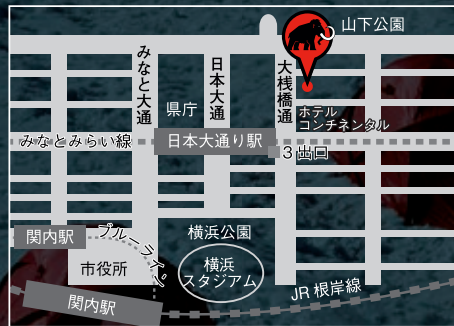 山下公園
みなと大通
日本大通
大桟橋通
県庁
ホテル
コンチネンタル
みなとみらい線
日本大通り駅
3出口
関内駅
ブルーライン
横浜公園
市役所
横浜
スタジアム
JR根岸線
関内駅